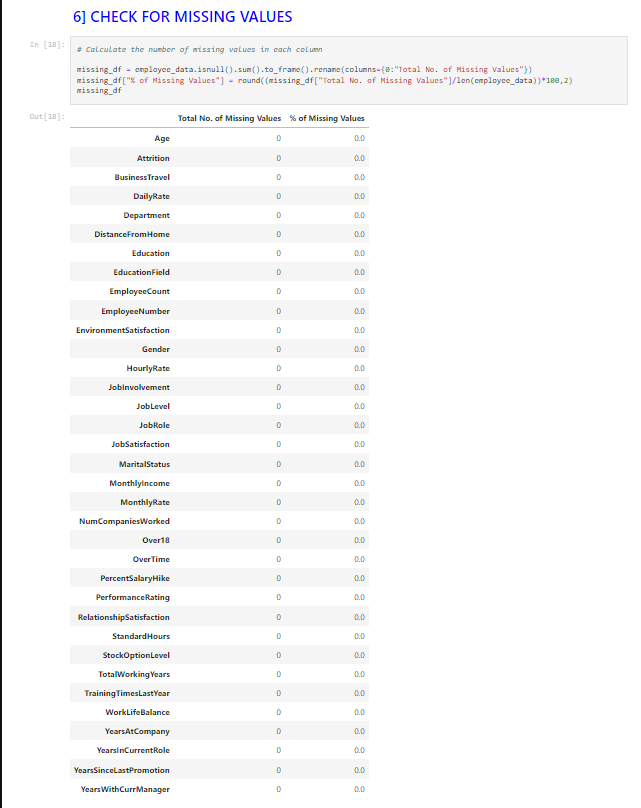 6] CHECK FOR MISSING VALUES
In [18]:
# Calculate the number of missing values in each column
missing_df = employee_data.isnull().sum().to_frame().rename(columns={0:"Total No. of Missing Values"})
missing_df["% of Missing Values"] = round((missing_df["Total No. of Missing Values"]/len(employee_data))*100,2)
missing_df
Out[18]:
Total No. of Missing Values % of Missing Values
Age 0 0.0
Attrition 0 0.0
BusinessTravel 0 0.0
DailyRate 0 0.0
Department 0 0.0
DistanceFromHome 0 0.0
Education 0 0.0
EducationField 0 0.0
EmployeeCount 0 0.0
EmployeeNumber 0 0.0
EnvironmentSatisfaction 0 0.0
Gender 0 0.0
HourlyRate 0 0.0
JobInvolvement 0 0.0
JobLevel 0 0.0
JobRole 0 0.0
JobSatisfaction 0 0.0
MaritalStatus 0 0.0
MonthlyIncome 0 0.0
MonthlyRate 0 0.0
NumCompaniesWorked 0 0.0
Over18 0 0.0
OverTime 0 0.0
PercentSalaryHike 0 0.0
PerformanceRating 0 0.0
RelationshipSatisfaction 0 0.0
StandardHours 0 0.0
StockOptionLevel 0 0.0
TotalWorkingYears 0 0.0
TrainingTimesLastYear 0 0.0
WorkLifeBalance 0 0.0
YearsAtCompany 0 0.0
YearsInCurrentRole 0 0.0
YearsSinceLastPromotion 0 0.0
YearsWithCurrManager 0 0.0